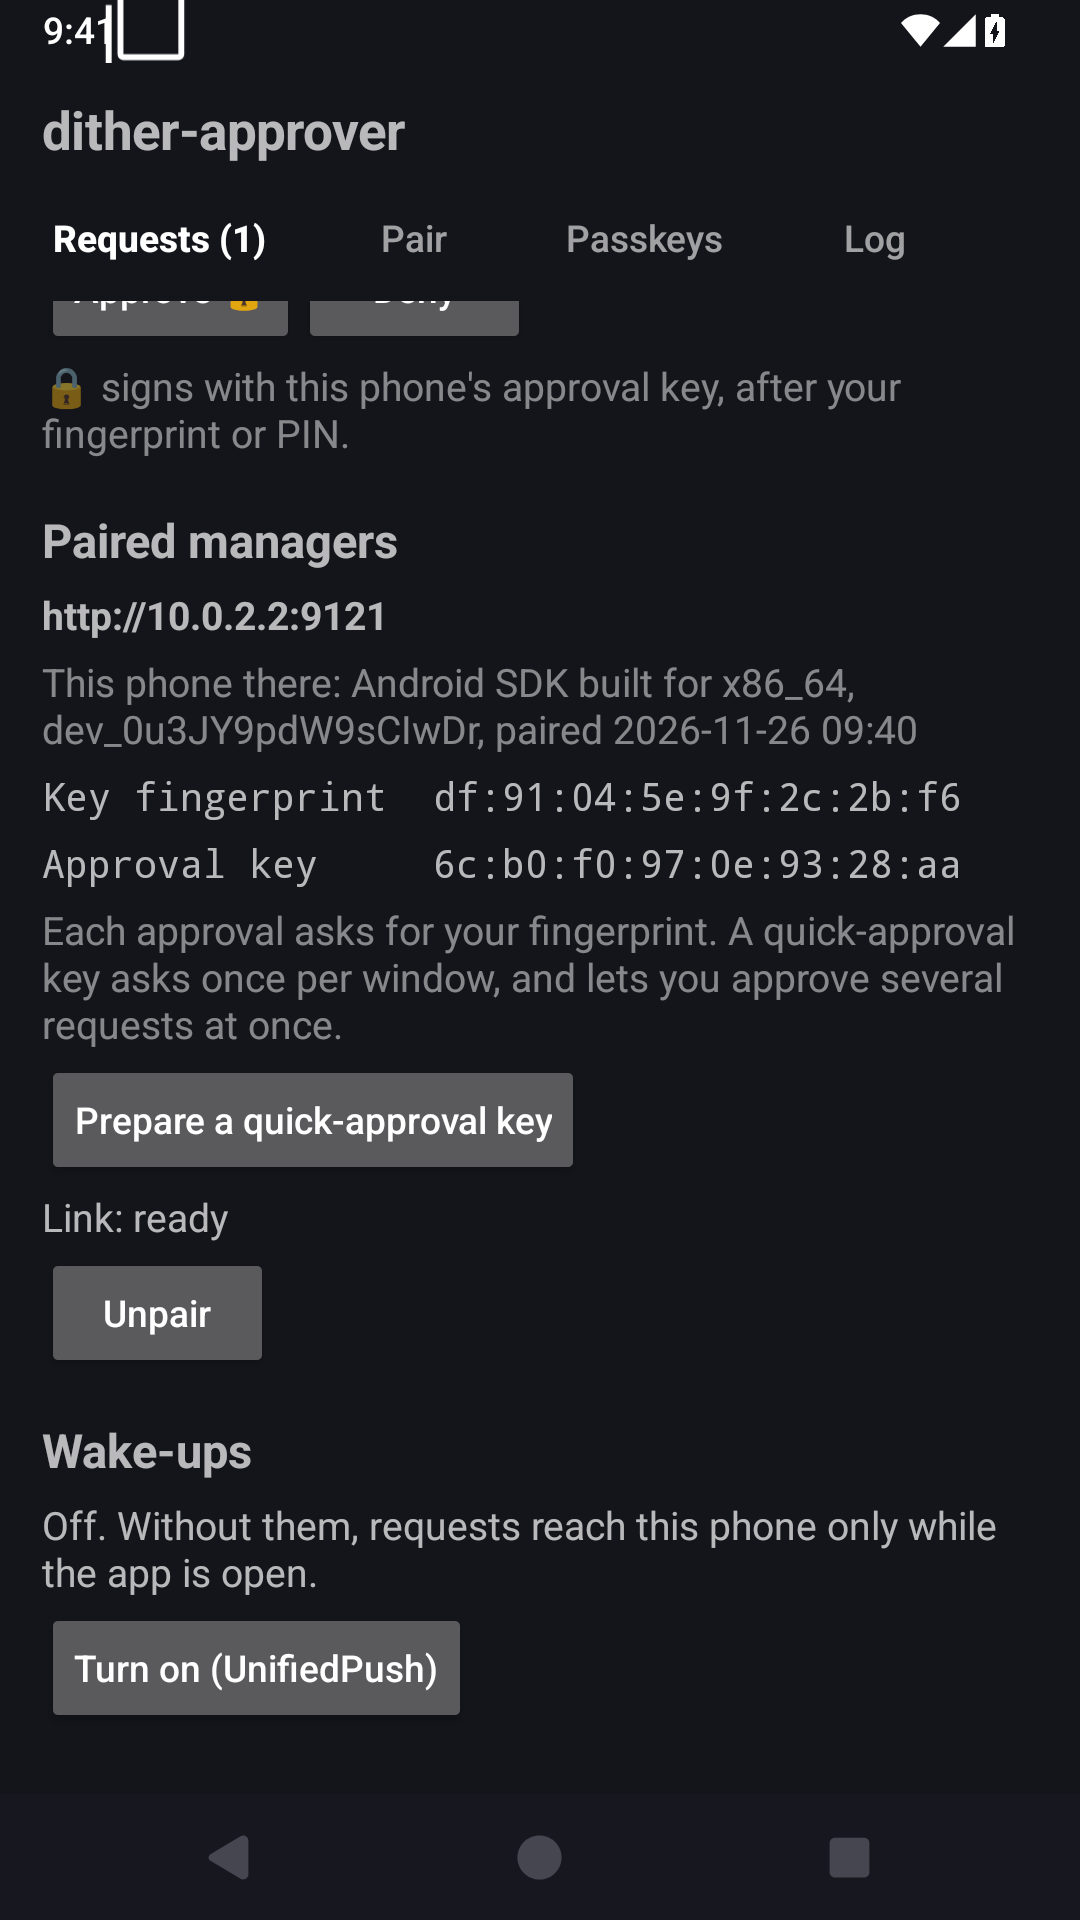 9:41
dither-approver
Requests (1) Pair Passkeys Log
Approve 🔒 Deny
🔒 signs with this phone's approval key, after your
fingerprint or PIN.
Paired managers
http://10.0.2.2:9121
This phone there: Android SDK built for x86_64,
dev_0u3JY9pdW9sCIwDr, paired 2026-11-26 09:40
Key fingerprint df:91:04:5e:9f:2c:2b:f6
Approval key 6c:b0:f0:97:0e:93:28:aa
Each approval asks for your fingerprint. A quick-approval
key asks once per window, and lets you approve several
requests at once.
Prepare a quick-approval key
Link: ready
Unpair
Wake-ups
Off. Without them, requests reach this phone only while
the app is open.
Turn on (UnifiedPush)